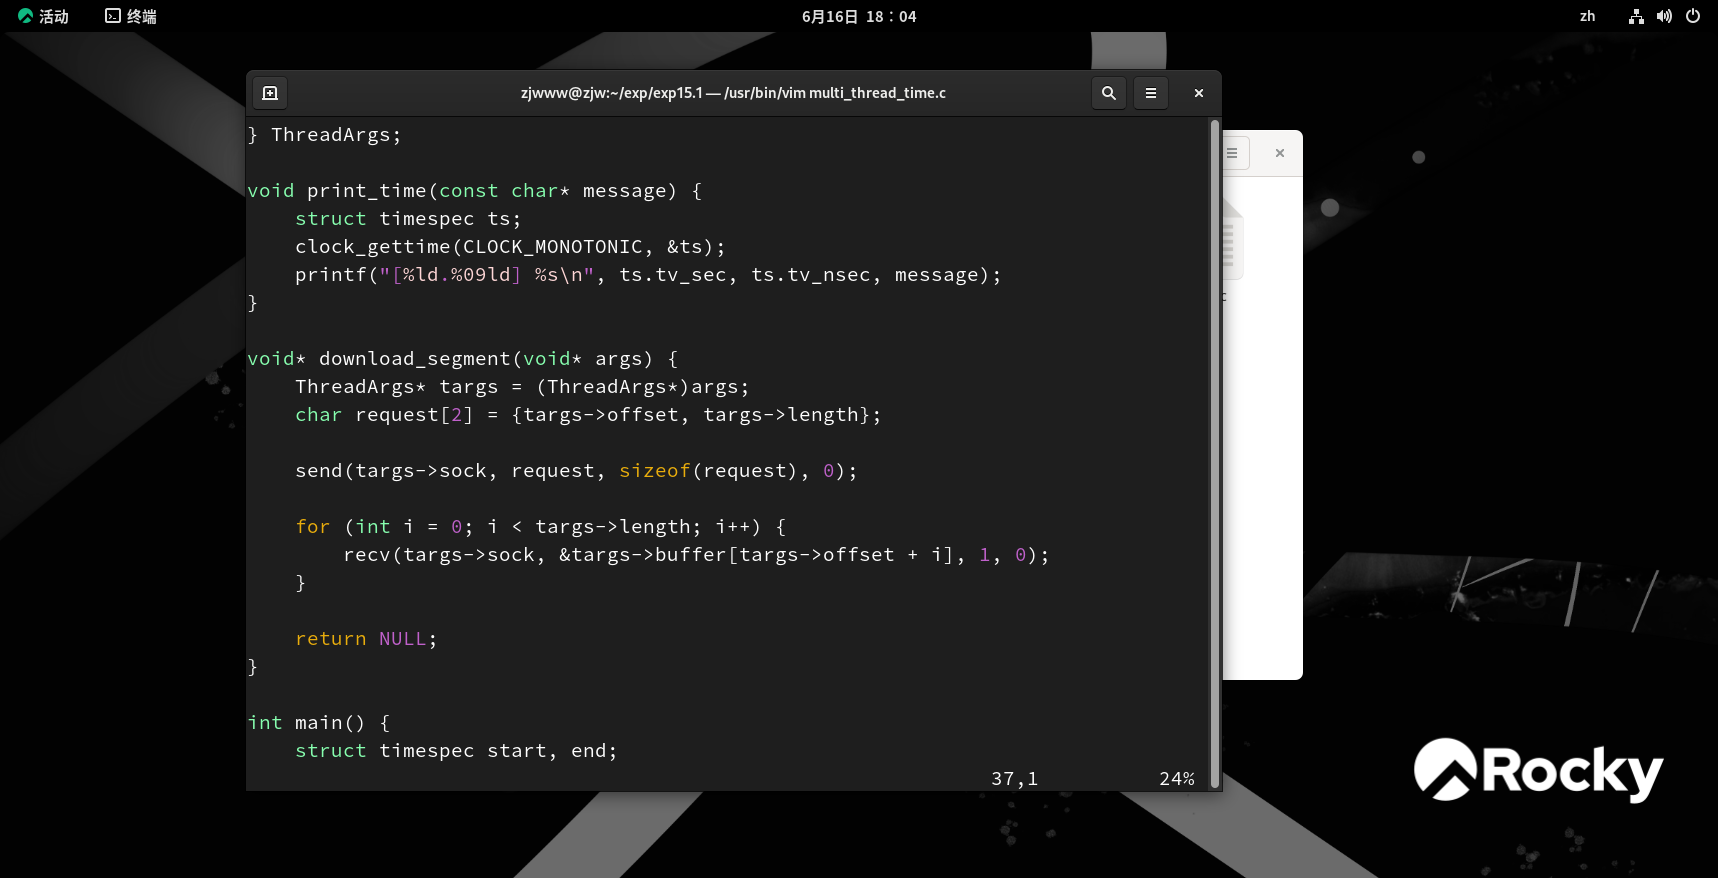 活动 终端 6月16日 18：04 zh
zjwww@zjw:~/exp/exp15.1 — /usr/bin/vim multi_thread_time.c
} ThreadArgs;
void print_time(const char* message) {
    struct timespec ts;
    clock_gettime(CLOCK_MONOTONIC, &ts);
    printf("[%ld.%09ld] %s\n", ts.tv_sec, ts.tv_nsec, message);
}
void* download_segment(void* args) {
    ThreadArgs* targs = (ThreadArgs*)args;
    char request[2] = {targs->offset, targs->length};
    send(targs->sock, request, sizeof(request), 0);
    for (int i = 0; i < targs->length; i++) {
        recv(targs->sock, &targs->buffer[targs->offset + i], 1, 0);
    }
    return NULL;
}
int main() {
    struct timespec start, end;
37,1 24%
c
Rocky